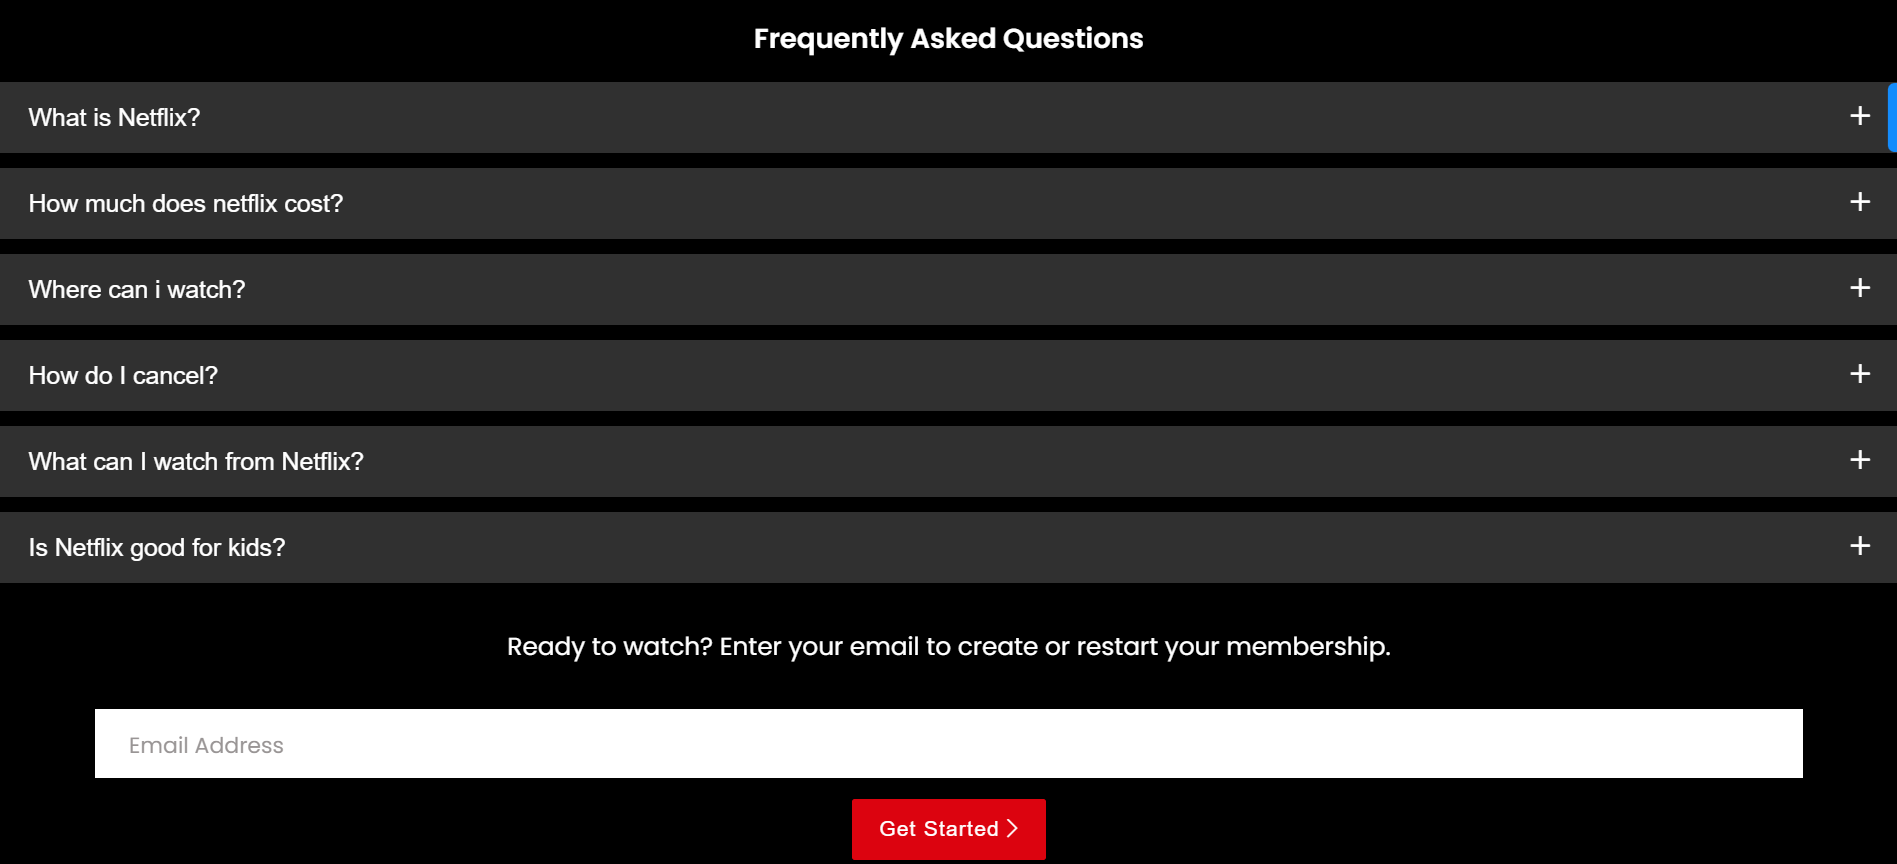 Frequently Asked Questions
What is Netflix?
How much does netflix cost?
Where can i watch?
How do I cancel?
What can I watch from Netflix?
Is Netflix good for kids?
Ready to watch? Enter your email to create or restart your membership.
Email Address
Get Started